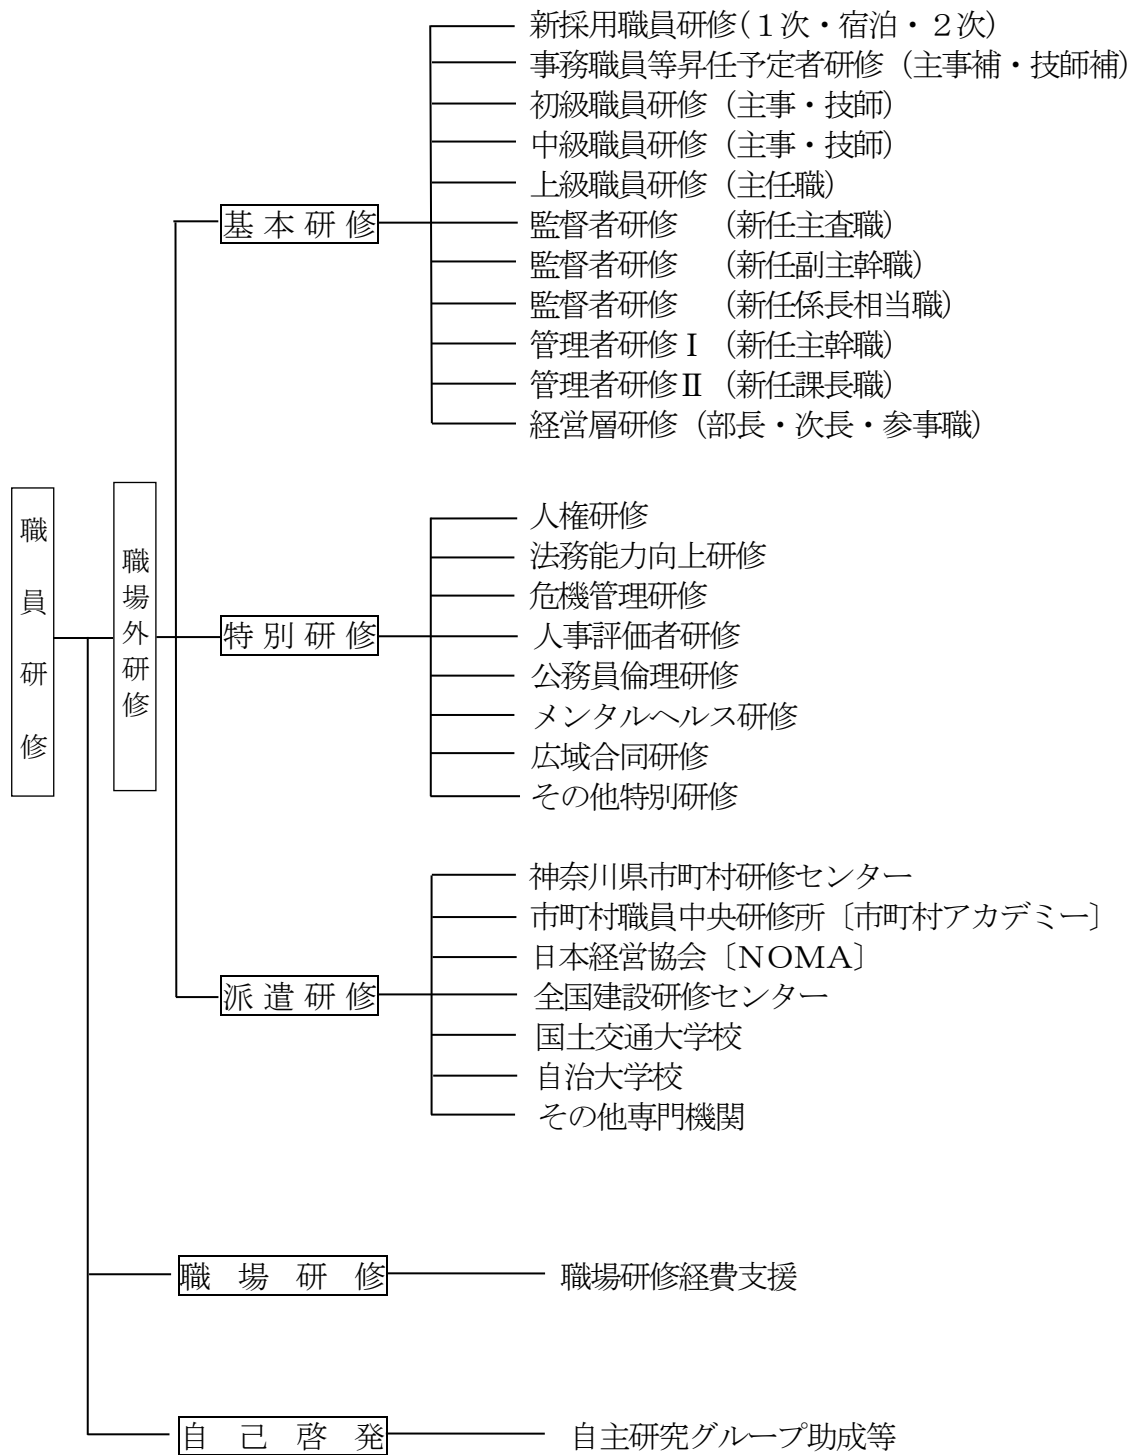 職員研修
職場外研修
基本研修
新採用職員研修(１次・宿泊・２次)
事務職員等昇任予定者研修（主事補・技師補）
初級職員研修（主事・技師）
中級職員研修（主事・技師）
上級職員研修（主任職）
監督者研修　（新任主査職）
監督者研修　（新任副主幹職）
監督者研修　（新任係長相当職）
管理者研修Ⅰ（新任主幹職）
管理者研修Ⅱ（新任課長職）
経営層研修（部長・次長・参事職）
特別研修
人権研修
法務能力向上研修
危機管理研修
人事評価者研修
公務員倫理研修
メンタルヘルス研修
広域合同研修
その他特別研修
派遣研修
神奈川県市町村研修センター
市町村職員中央研修所〔市町村アカデミー〕
日本経営協会〔ＮＯＭＡ〕
全国建設研修センター
国土交通大学校
自治大学校
その他専門機関
職場研修
職場研修経費支援
自己啓発
自主研究グループ助成等